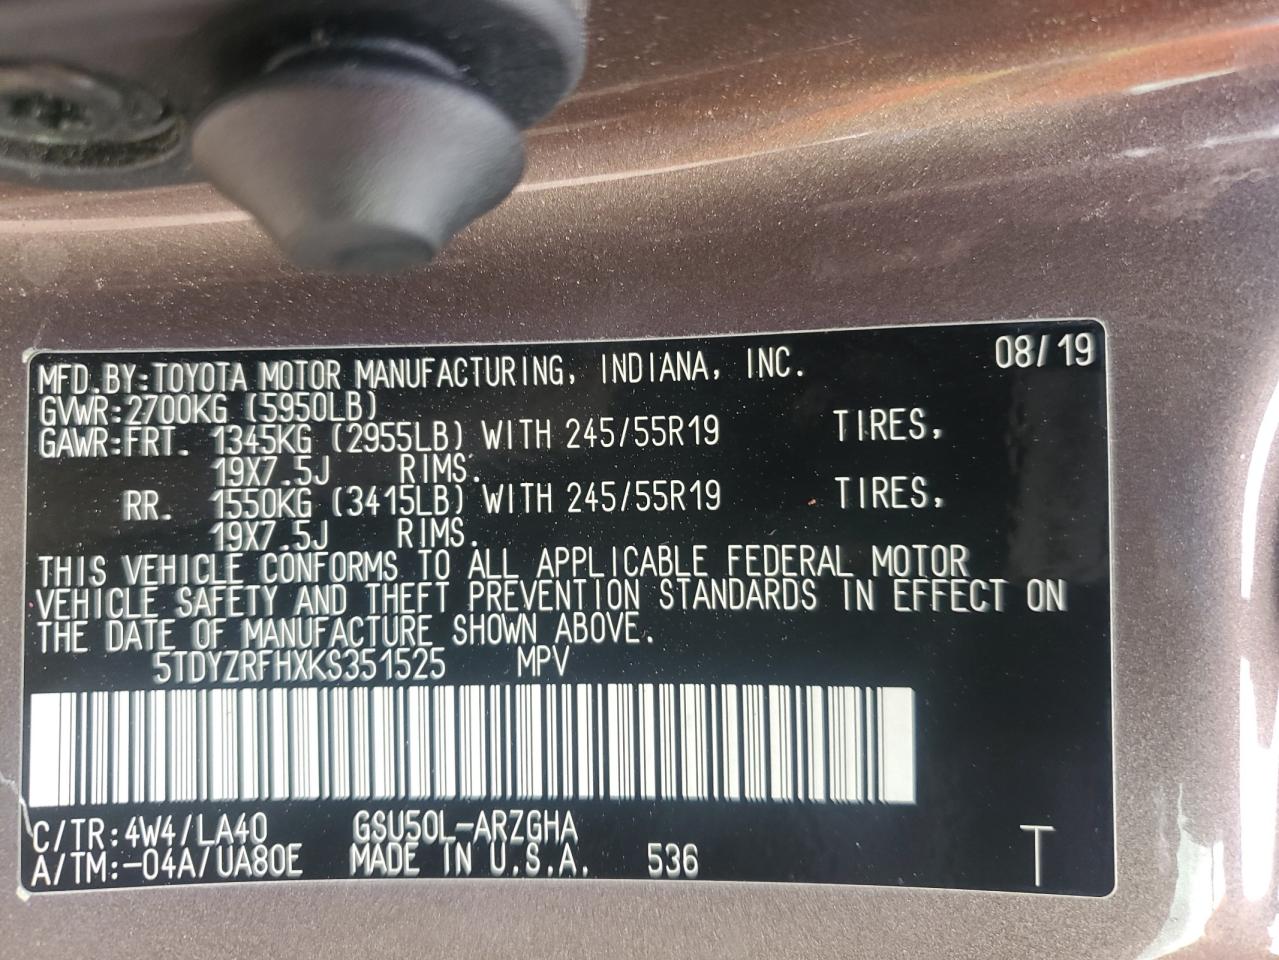 08/19
MFD.BY:TOYOTA MOTOR MANUFACTURING, INDIANA, INC.
GVWR:2700KG (5950LB)
GAWR:FRT. 1345KG (2955LB) WITH 245/55R19 TIRES,
19X7.5J RIMS.
RR. 1550KG (3415LB) WITH 245/55R19 TIRES,
19X7.5J RIMS.
THIS VEHICLE CONFORMS TO ALL APPLICABLE FEDERAL MOTOR
VEHICLE SAFETY AND THEFT PREVENTION STANDARDS IN EFFECT ON
THE DATE OF MANUFACTURE SHOWN ABOVE.
5TDYZRFHXKS351525 MPV
C/TR:4W4/LA40 GSU50L-ARZGHA
A/TM:-04A/UA80E MADE IN U.S.A. 536
T